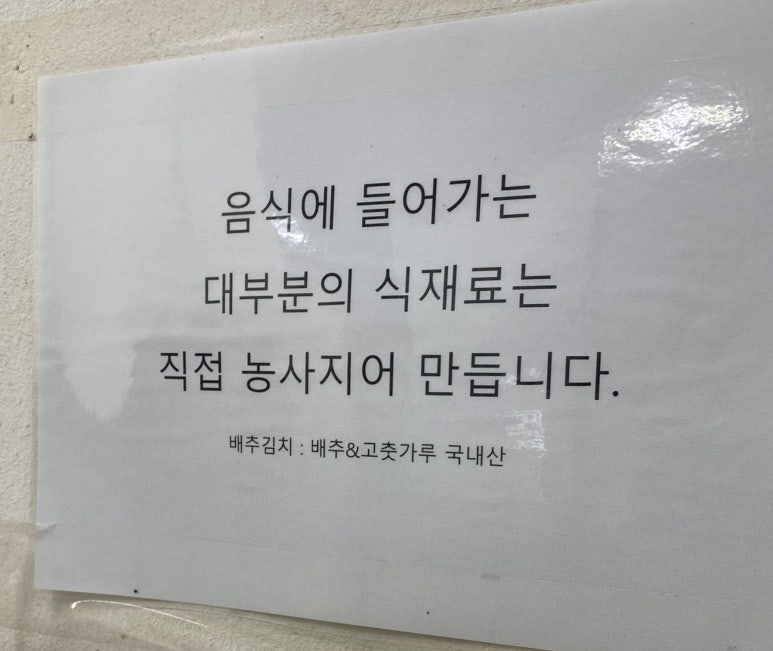 음식에 들어가는
대부분의 식재료는
직접 농사지어 만듭니다.
배추김치 : 배추&고춧가루 국내산